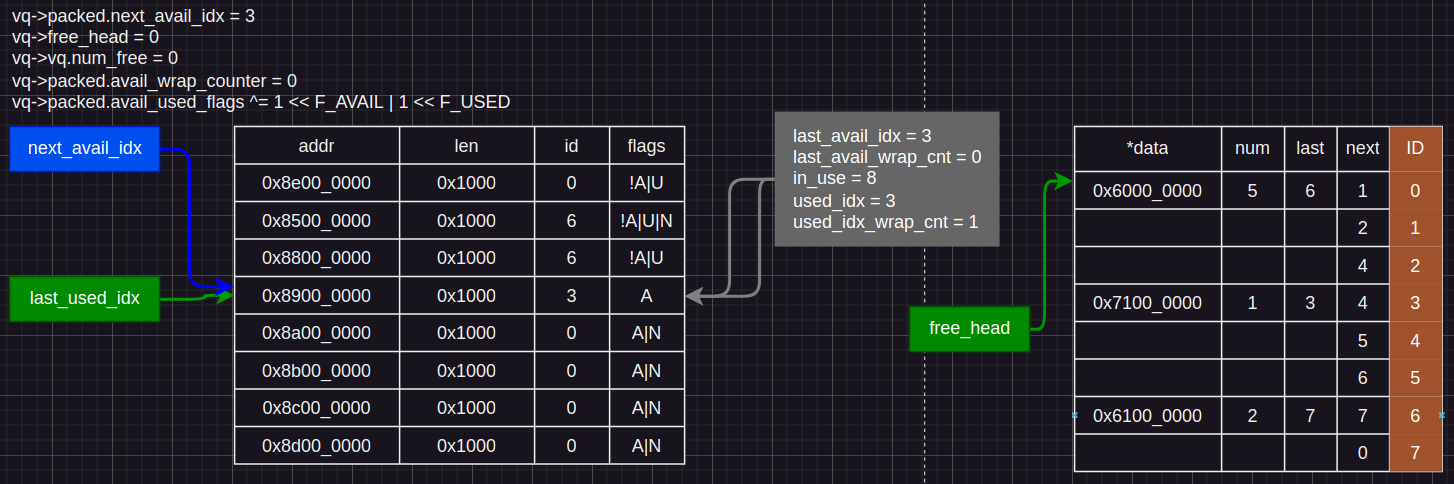 vq->packed.next_avail_idx = 3
vq->free_head = 0
vq->vq.num_free = 0
vq->packed.avail_wrap_counter = 0
vq->packed.avail_used_flags ^= 1 << F_AVAIL | 1 << F_USED
next_avail_idx
last_used_idx
addr len id flags
0x8e00_0000 0x1000 0 !A|U
0x8500_0000 0x1000 6 !A|U|N
0x8800_0000 0x1000 6 !A|U
0x8900_0000 0x1000 3 A
0x8a00_0000 0x1000 0 A|N
0x8b00_0000 0x1000 0 A|N
0x8c00_0000 0x1000 0 A|N
0x8d00_0000 0x1000 0 A|N
last_avail_idx = 3
last_avail_wrap_cnt = 0
in_use = 8
used_idx = 3
used_idx_wrap_cnt = 1
free_head
*data num last next ID
0x6000_0000 5 6 1 0
2 1
4 2
0x7100_0000 1 3 4 3
5 4
6 5
0x6100_0000 2 7 7 6
0 7